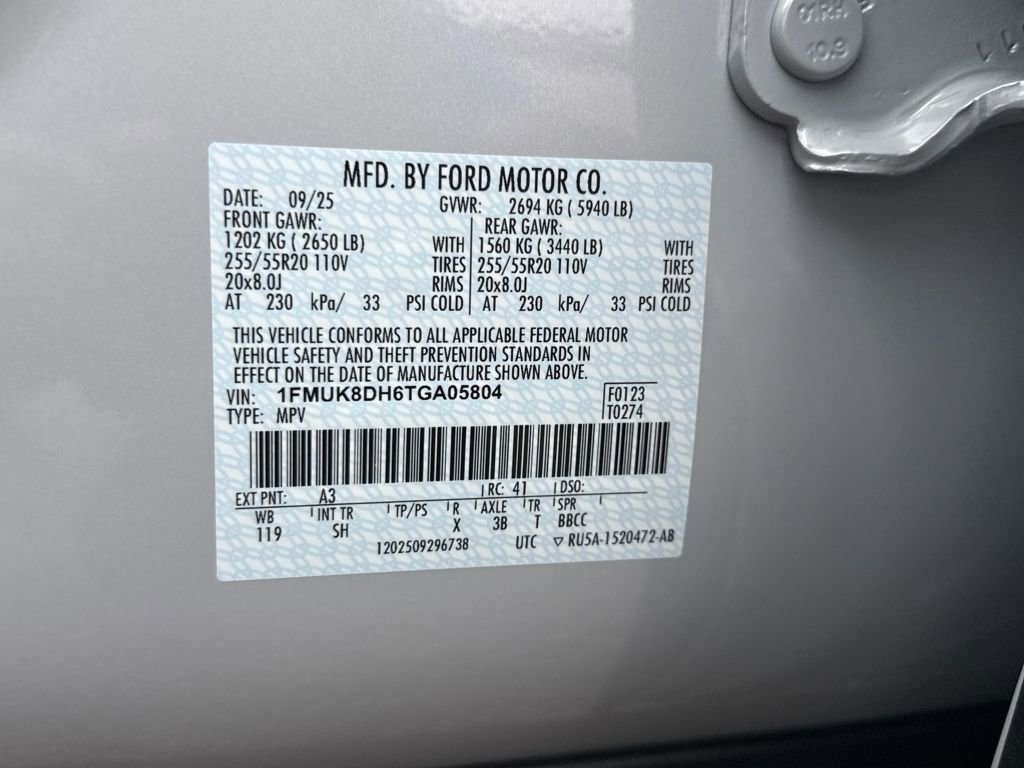 01RH
10.9
MFD. BY FORD MOTOR CO.
DATE: 09/25 GVWR: 2694 KG ( 5940 LB)
FRONT GAWR: REAR GAWR:
1202 KG ( 2650 LB) WITH 1560 KG ( 3440 LB) WITH
255/55R20 110V TIRES 255/55R20 110V TIRES
20x8.0J RIMS 20x8.0J RIMS
AT 230 kPa/ 33 PSI COLD AT 230 kPa/ 33 PSI COLD
THIS VEHICLE CONFORMS TO ALL APPLICABLE FEDERAL MOTOR
VEHICLE SAFETY AND THEFT PREVENTION STANDARDS IN
EFFECT ON THE DATE OF MANUFACTURE SHOWN ABOVE.
VIN: 1FMUK8DH6TGA05804 F0123
TYPE: MPV T0274
EXT PNT: A3 RC: 41 DSO:
WB INT TR TP/PS R AXLE TR SPR
119 SH X 3B T BBCC
1202509296738 UTC ▽ RU5A-1520472-AB